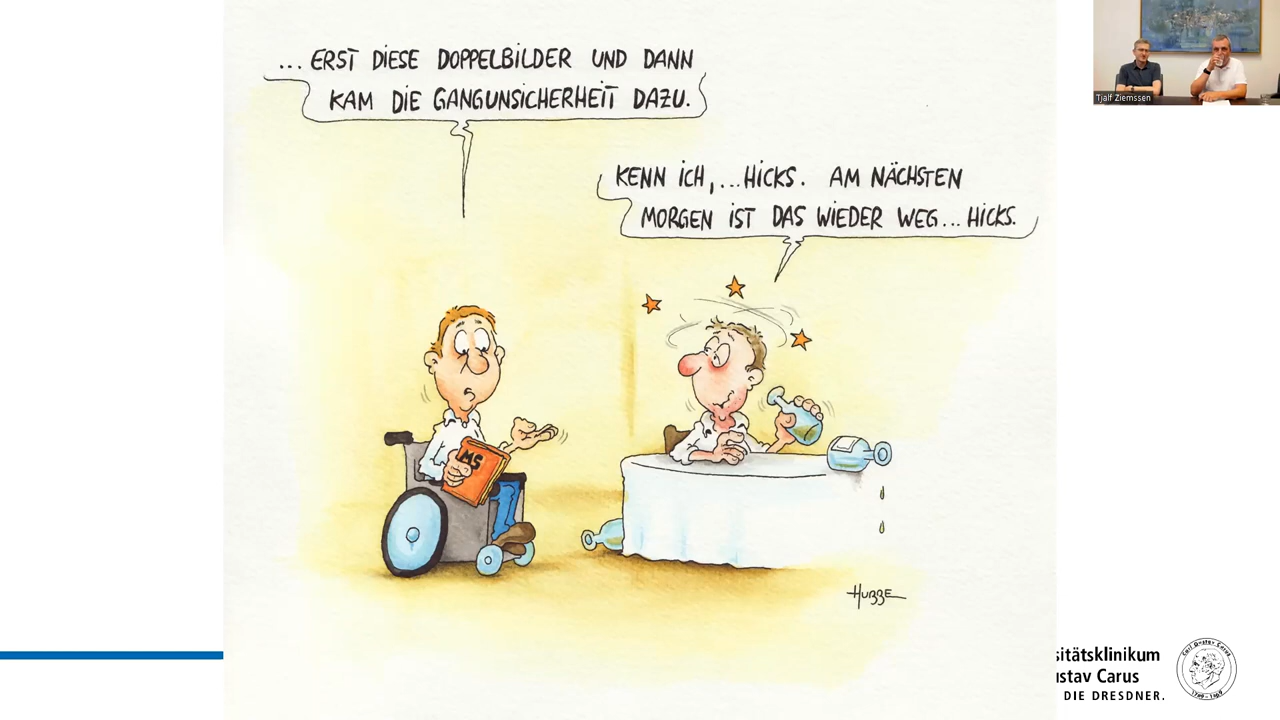 ... ERST DIESE DOPPELBILDER UND DANN
KAM DIE GANGUNSICHERHEIT DAZU.
KENN ICH,...HICKS. AM NÄCHSTEN
MORGEN IST DAS WIEDER WEG...HICKS.
MS
HUBBE
Tjalf Ziemssen
sitätsklinikum
ustav Carus
DIE DRESDNER.